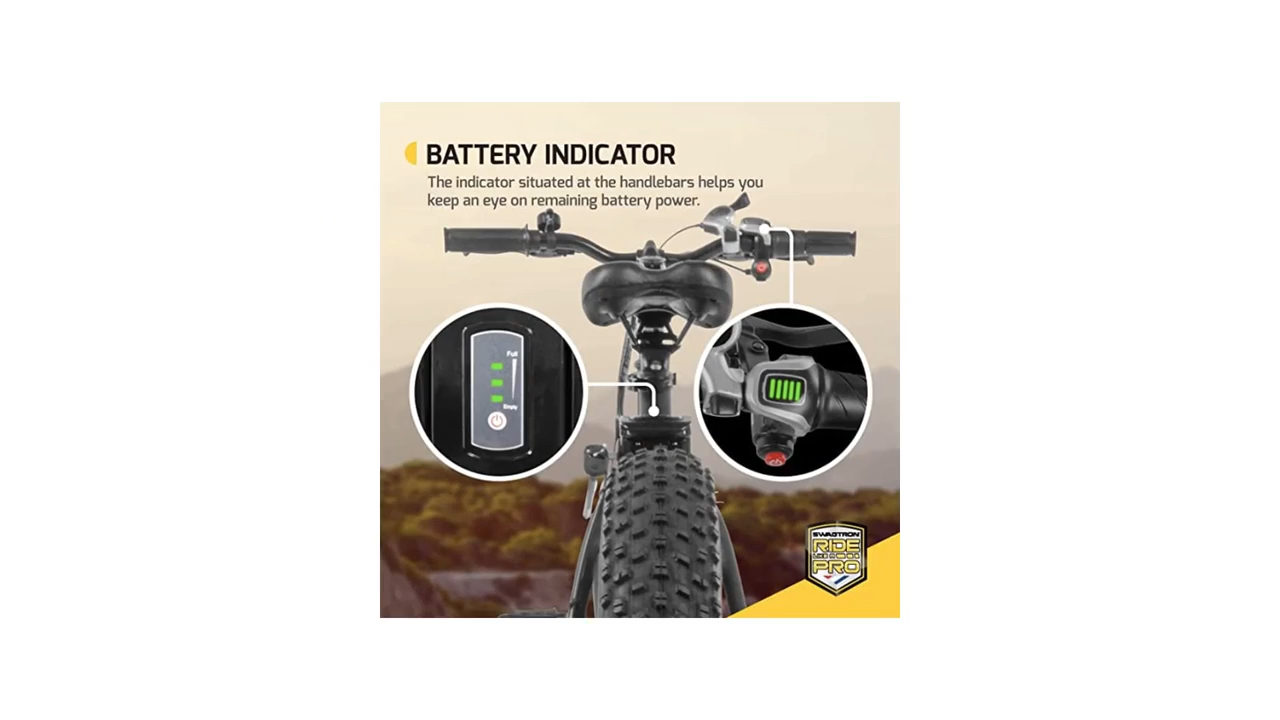 BATTERY INDICATOR
The indicator situated at the handlebars helps you
keep an eye on remaining battery power.
Full
Empty
SWAGTRON
RIDE
PRO